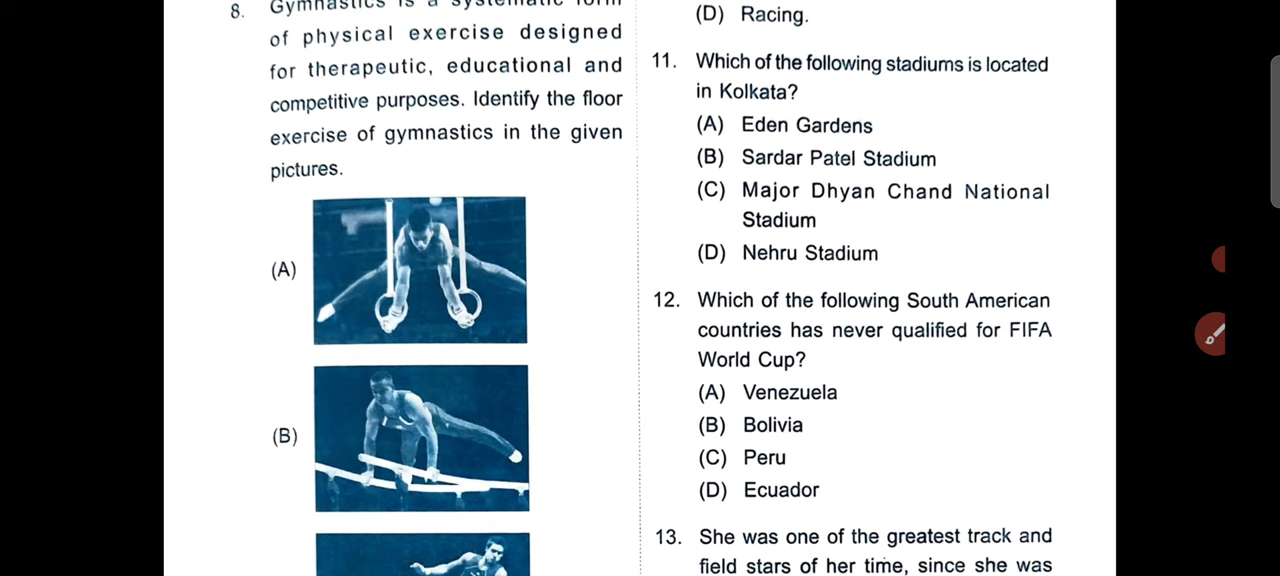 8. Gymnastics is a systematic form
of physical exercise designed
for therapeutic, educational and
competitive purposes. Identify the floor
exercise of gymnastics in the given
pictures.
(A)
(B)
(D) Racing.
11. Which of the following stadiums is located
in Kolkata?
(A) Eden Gardens
(B) Sardar Patel Stadium
(C) Major Dhyan Chand National
Stadium
(D) Nehru Stadium
12. Which of the following South American
countries has never qualified for FIFA
World Cup?
(A) Venezuela
(B) Bolivia
(C) Peru
(D) Ecuador
13. She was one of the greatest track and
field stars of her time, since she was